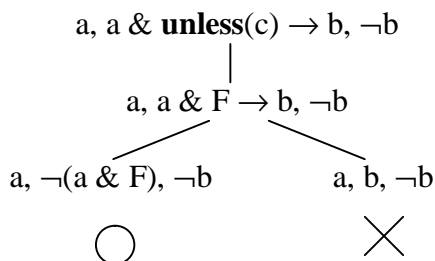 a, a & unless(c) → b, ¬b
a, a & F → b, ¬b
a, ¬(a & F), ¬b
a, b, ¬b